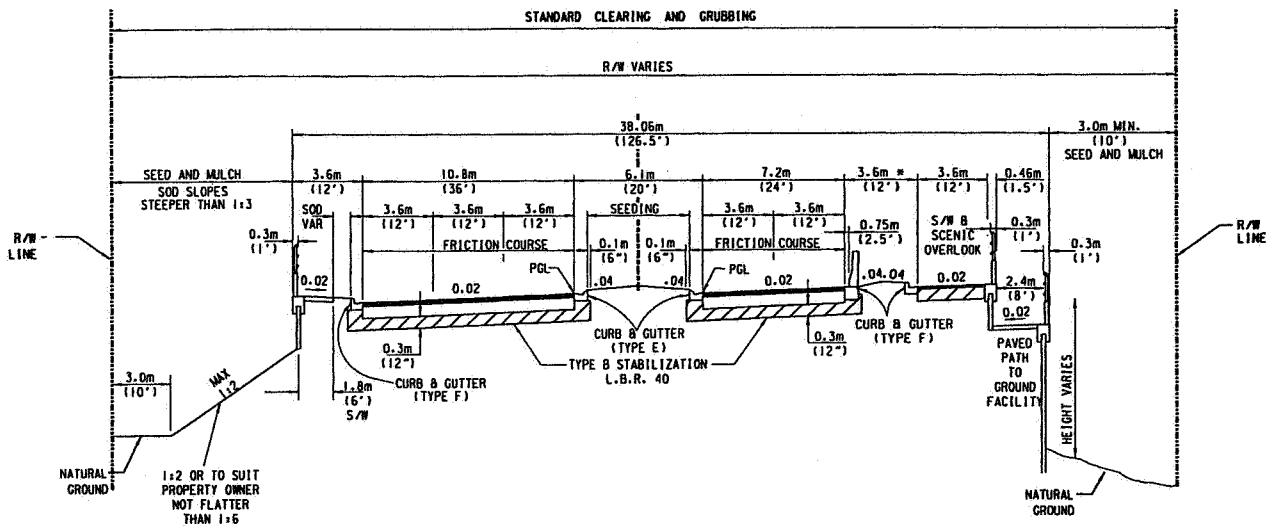 STANDARD CLEARING AND GRUBBING
R/W VARIES
38.06m
(126.5')
3.0m MIN.
(10')
SEED AND MULCH
SEED AND MULCH
SOD SLOPES
STEEPER THAN 1:3
3.6m
(12')
10.8m
(36')
6.1m
(20')
7.2m
(24')
3.6m *
(12')
3.6m
(12')
0.46m
(1.5')
SOD
VAR
3.6m
(12')
3.6m
(12')
3.6m
(12')
SEEDING
3.6m
(12')
3.6m
(12')
0.75m
(2.5')
S/W &
SCENIC
OVERLOOK
0.3m
(1')
0.3m
(1')
R/W
LINE
0.3m
(1')
FRICTION COURSE
0.1m
(6")
0.1m
(6")
FRICTION COURSE
R/W
LINE
PGL
PGL
0.02
0.02
.04
.04
0.02
.04
.04
0.02
2.4m
(8')
0.02
0.3m
(12")
CURB & GUTTER
(TYPE E)
0.3m
(12")
CURB & GUTTER
(TYPE F)
TYPE B STABILIZATION
L.B.R. 40
PAVED
PATH
TO
GROUND
FACILITY
3.0m
(10')
MAX
1:2
1.8m
(6')
S/W
CURB & GUTTER
(TYPE F)
HEIGHT VARIES
NATURAL
GROUND
1:2 OR TO SUIT
PROPERTY OWNER
NOT FLATTER
THAN 1:6
NATURAL
GROUND